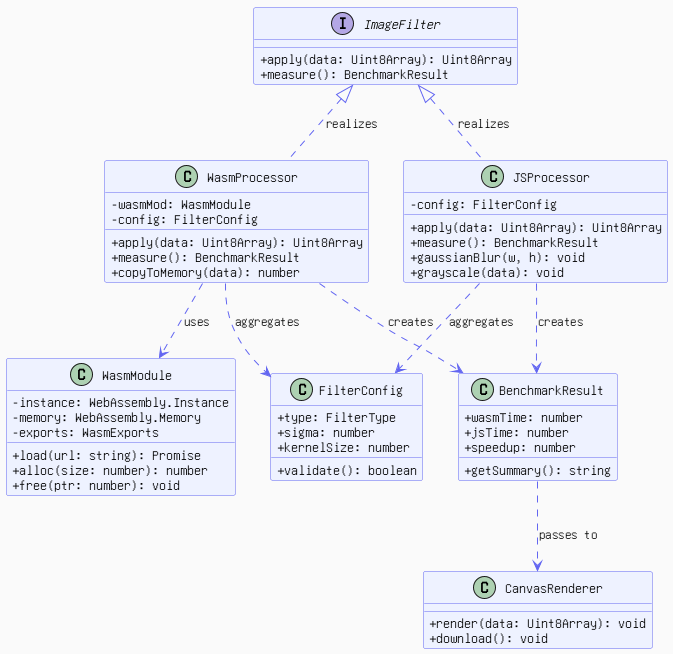 I ImageFilter
+apply(data: Uint8Array): Uint8Array
+measure(): BenchmarkResult
realizes
realizes
C WasmProcessor
-wasmMod: WasmModule
-config: FilterConfig
+apply(data: Uint8Array): Uint8Array
+measure(): BenchmarkResult
+copyToMemory(data): number
C JSProcessor
-config: FilterConfig
+apply(data: Uint8Array): Uint8Array
+measure(): BenchmarkResult
+gaussianBlur(w, h): void
+grayscale(data): void
uses
aggregates
creates
aggregates
creates
C WasmModule
-instance: WebAssembly.Instance
-memory: WebAssembly.Memory
-exports: WasmExports
+load(url: string): Promise
+alloc(size: number): number
+free(ptr: number): void
C FilterConfig
+type: FilterType
+sigma: number
+kernelSize: number
+validate(): boolean
C BenchmarkResult
+wasmTime: number
+jsTime: number
+speedup: number
+getSummary(): string
passes to
C CanvasRenderer
+render(data: Uint8Array): void
+download(): void